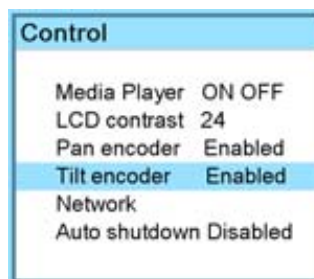 Control
Media Player ON OFF
LCD contrast 24
Pan encoder Enabled
Tilt encoder Enabled
Network
Auto shutdown Disabled